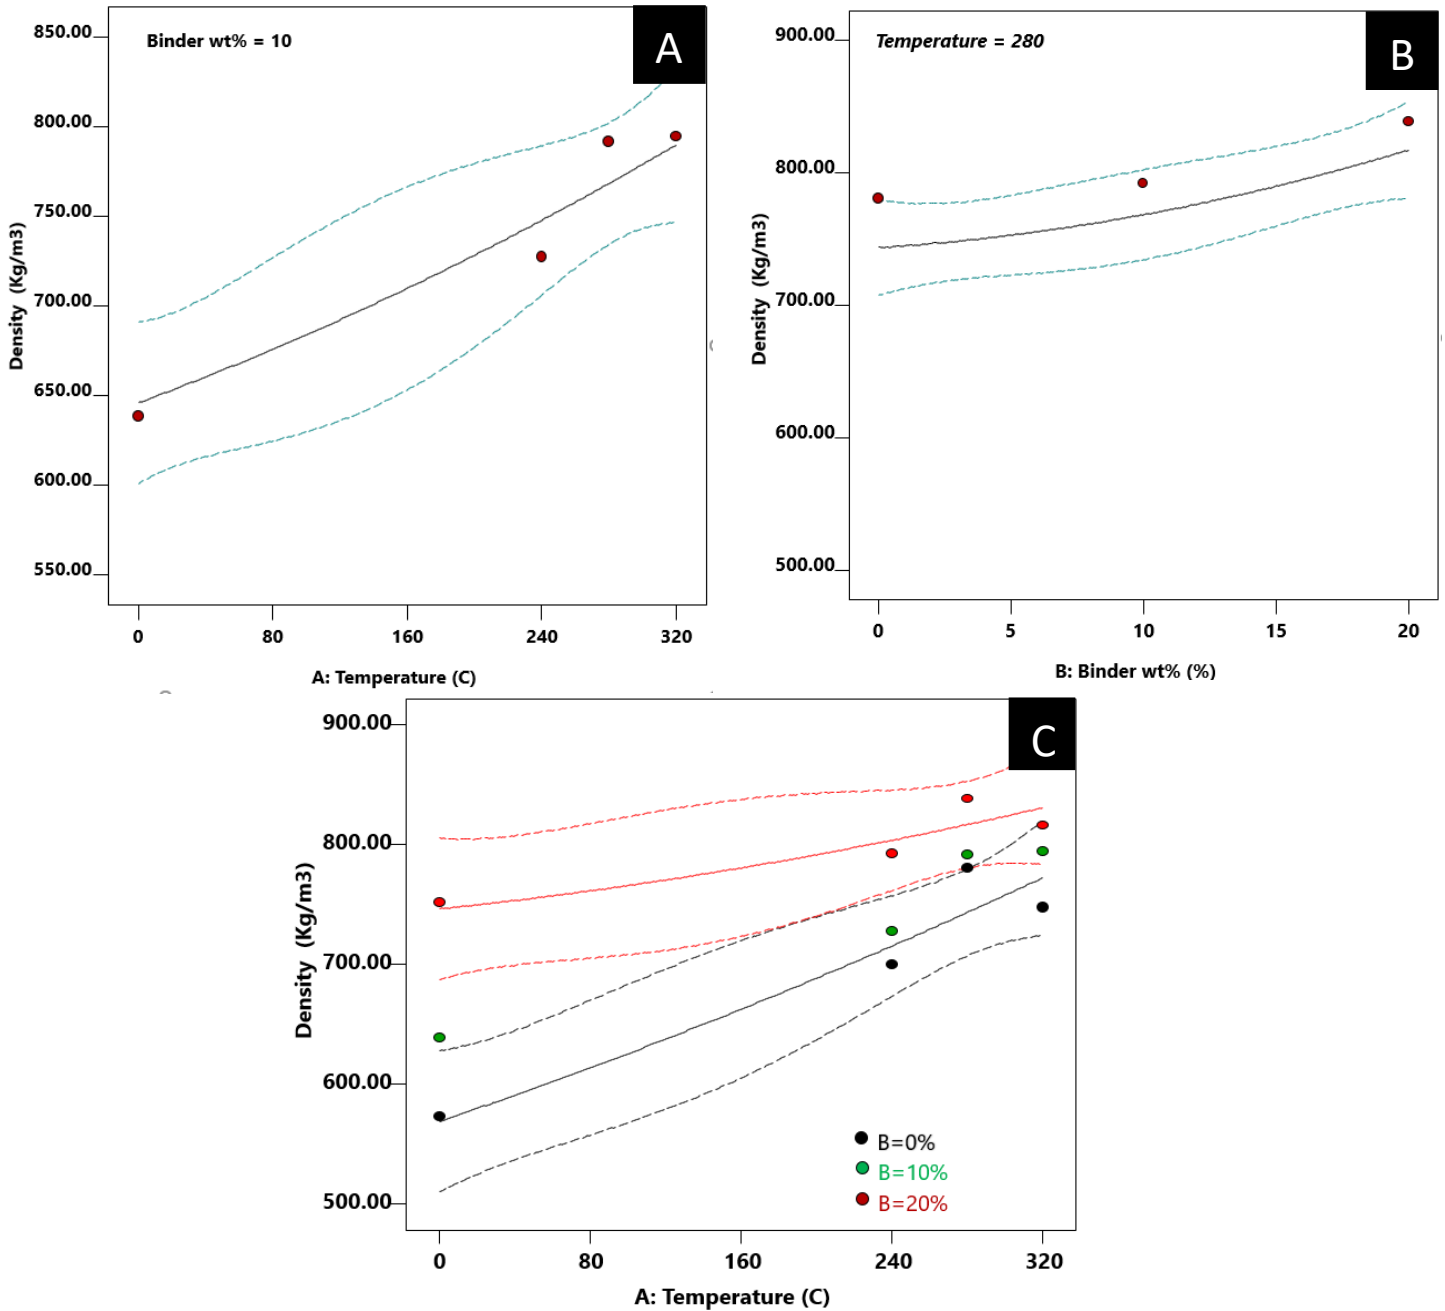 Binder wt% = 10
A
850.00
800.00
750.00
700.00
650.00
600.00
550.00
Density (Kg/m3)
0 80 160 240 320
A: Temperature (C)
Temperature = 280
B
900.00
800.00
700.00
600.00
500.00
Density (Kg/m3)
0 5 10 15 20
B: Binder wt% (%)
C
900.00
800.00
700.00
600.00
500.00
Density (Kg/m3)
B=0%
B=10%
B=20%
0 80 160 240 320
A: Temperature (C)